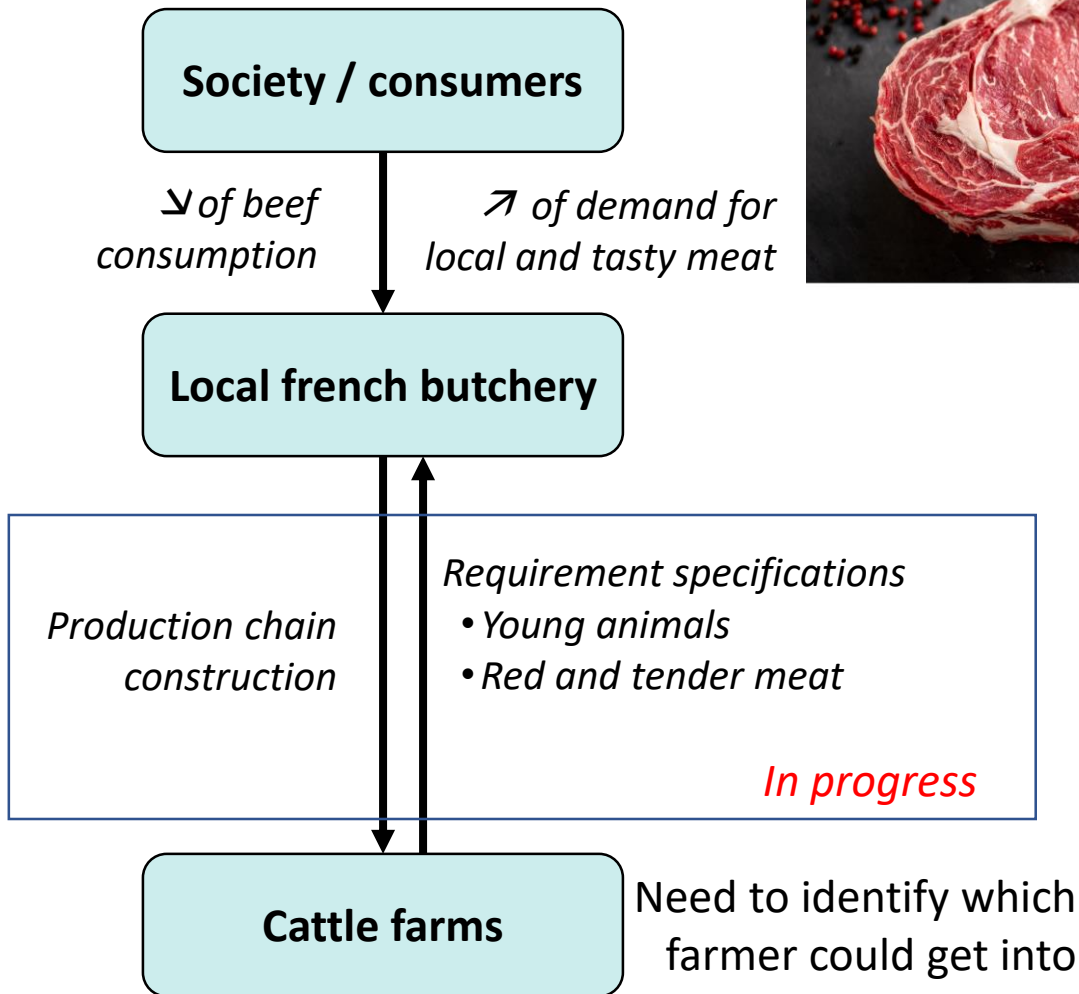 Society / consumers
↘ of beef
consumption
↗ of demand for
local and tasty meat
Local french butchery
Production chain
construction
Requirement specifications
• Young animals
• Red and tender meat
In progress
Cattle farms
Need to identify which
farmer could get into